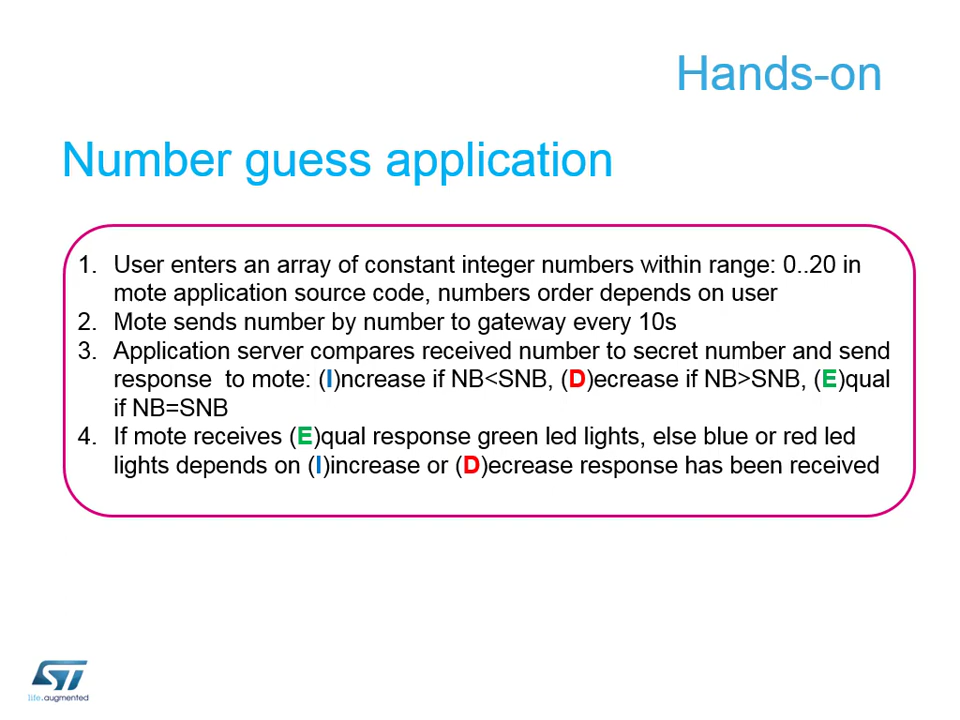 Hands-on
Number guess application
1. User enters an array of constant integer numbers within range: 0..20 in
mote application source code, numbers order depends on user
2. Mote sends number by number to gateway every 10s
3. Application server compares received number to secret number and send
response  to mote: (I)ncrease if NB<SNB, (D)ecrease if NB>SNB, (E)qual
if NB=SNB
4. If mote receives (E)qual response green led lights, else blue or red led
lights depends on (I)increase or (D)ecrease response has been received
ST
life.augmented